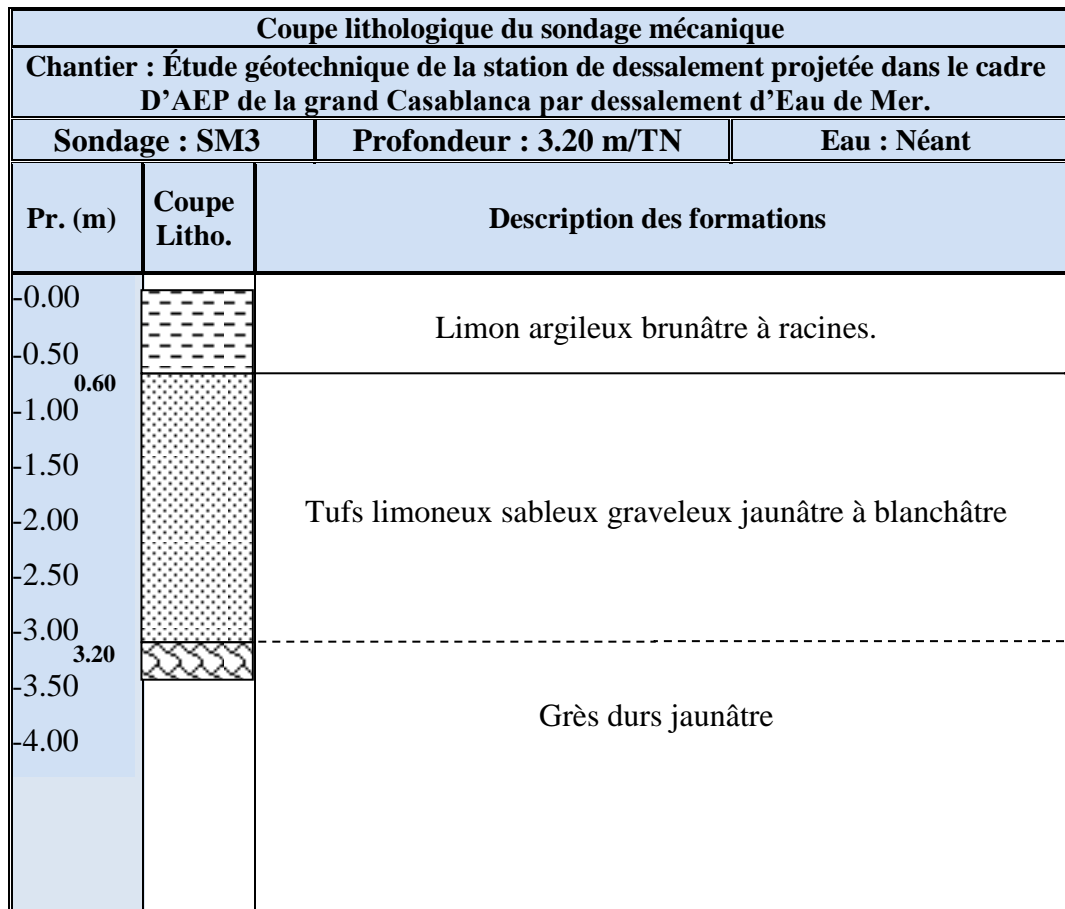 Coupe lithologique du sondage mécanique
Chantier : Étude géotechnique de la station de dessalement projetée dans le cadre
D’AEP de la grand Casablanca par dessalement d’Eau de Mer.
Sondage : SM3
Profondeur : 3.20 m/TN
Eau : Néant
Pr. (m)
Coupe
Litho.
Description des formations
-0.00
Limon argileux brunâtre à racines.
-0.50
0.60
-1.00
-1.50
-2.00
Tufs limoneux sableux graveleux jaunâtre à blanchâtre
-2.50
-3.00
3.20
-3.50
Grès durs jaunâtre
-4.00